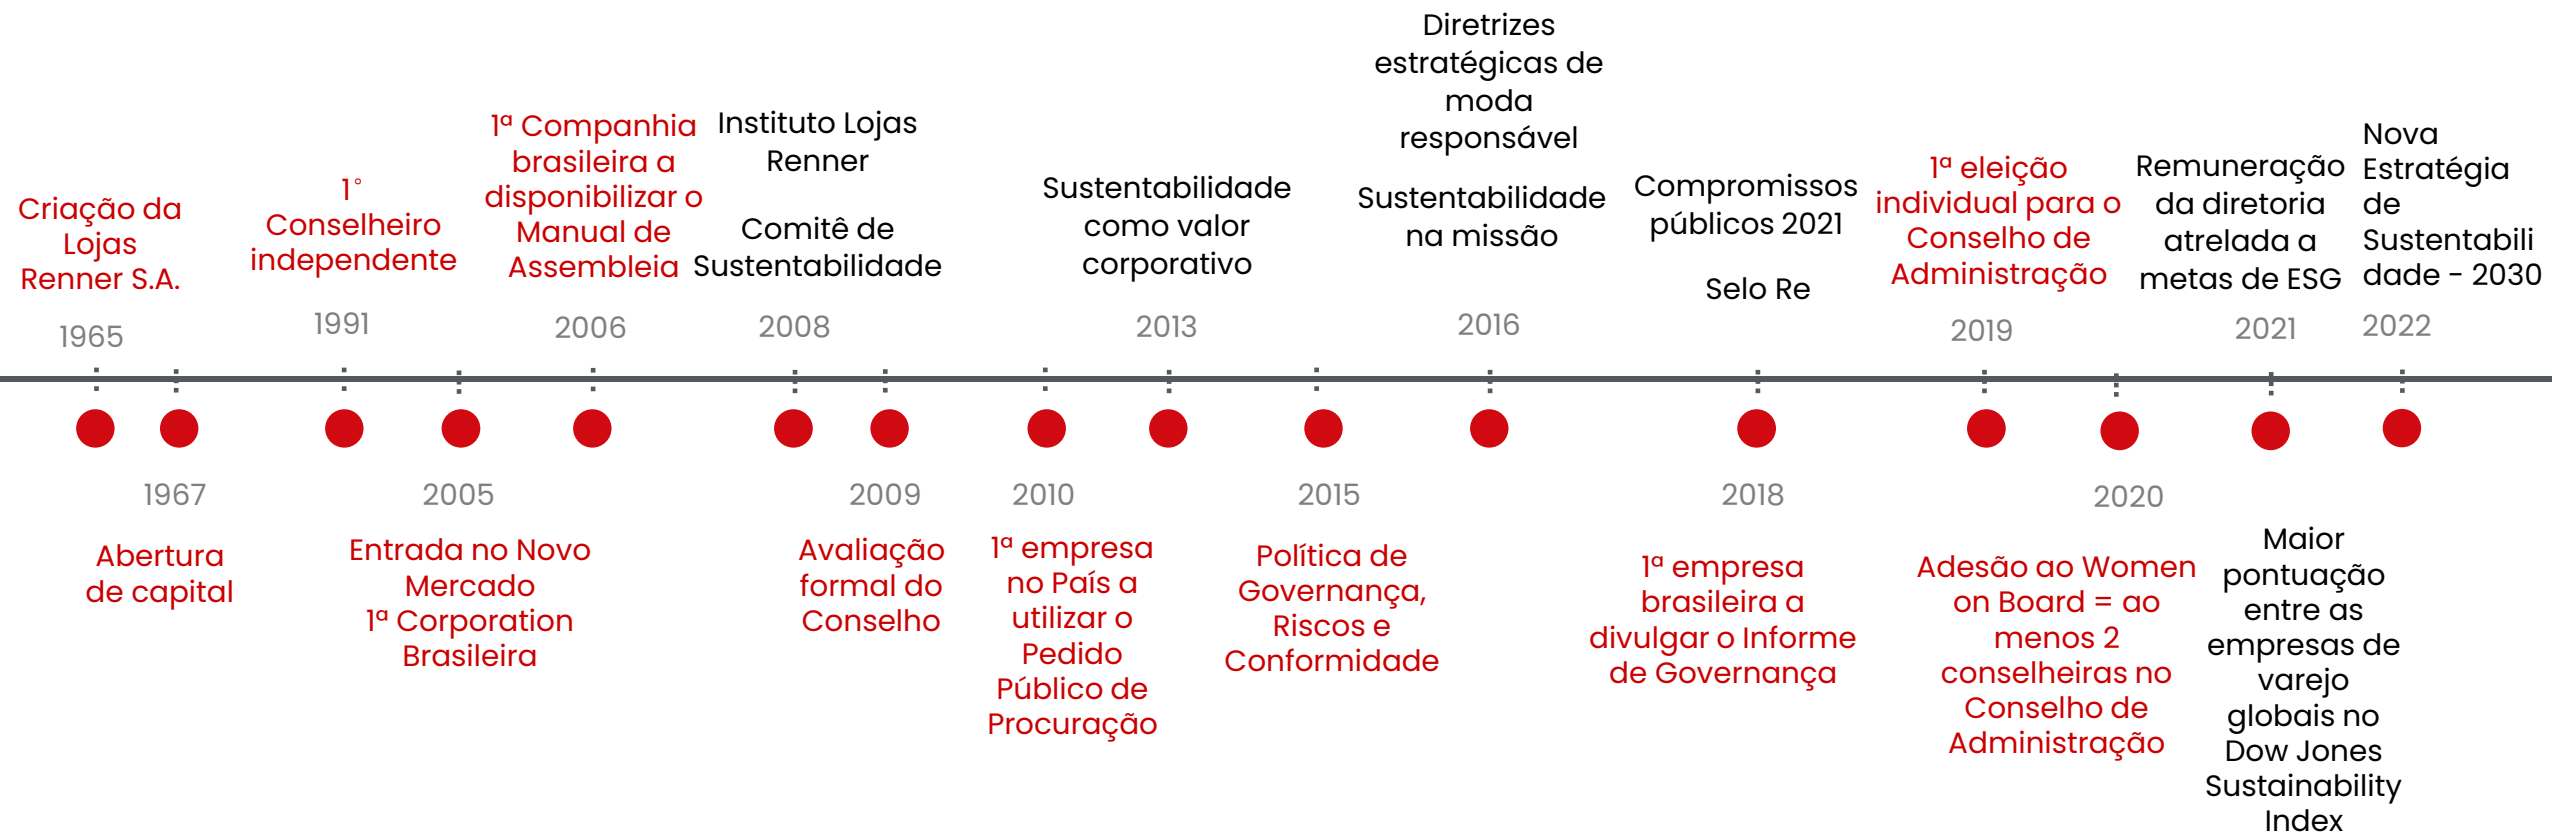 Criação da
Lojas
Renner S.A.
1965
1967
Abertura
de capital
1°
Conselheiro
independente
1991
2005
Entrada no Novo
Mercado
1ª Corporation
Brasileira
1ª Companhia
brasileira a
disponibilizar o
Manual de
Assembleia
2006
Instituto Lojas
Renner
Comitê de
Sustentabilidade
2008
2009
Avaliação
formal do
Conselho
2010
1ª empresa
no País a
utilizar o
Pedido
Público de
Procuração
Sustentabilidade
como valor
corporativo
2013
2015
Política de
Governança,
Riscos e
Conformidade
Diretrizes
estratégicas de
moda
responsável
Sustentabilidade
na missão
2016
Compromissos
públicos 2021
Selo Re
2018
1ª empresa
brasileira a
divulgar o Informe
de Governança
1ª eleição
individual para o
Conselho de
Administração
2019
2020
Adesão ao Women
on Board = ao
menos 2
conselheiras no
Conselho de
Administração
Remuneração
da diretoria
atrelada a
metas de ESG
2021
Maior
pontuação
entre as
empresas de
varejo
globais no
Dow Jones
Sustainability
Index
Nova
Estratégia
de
Sustentabili
dade - 2030
2022